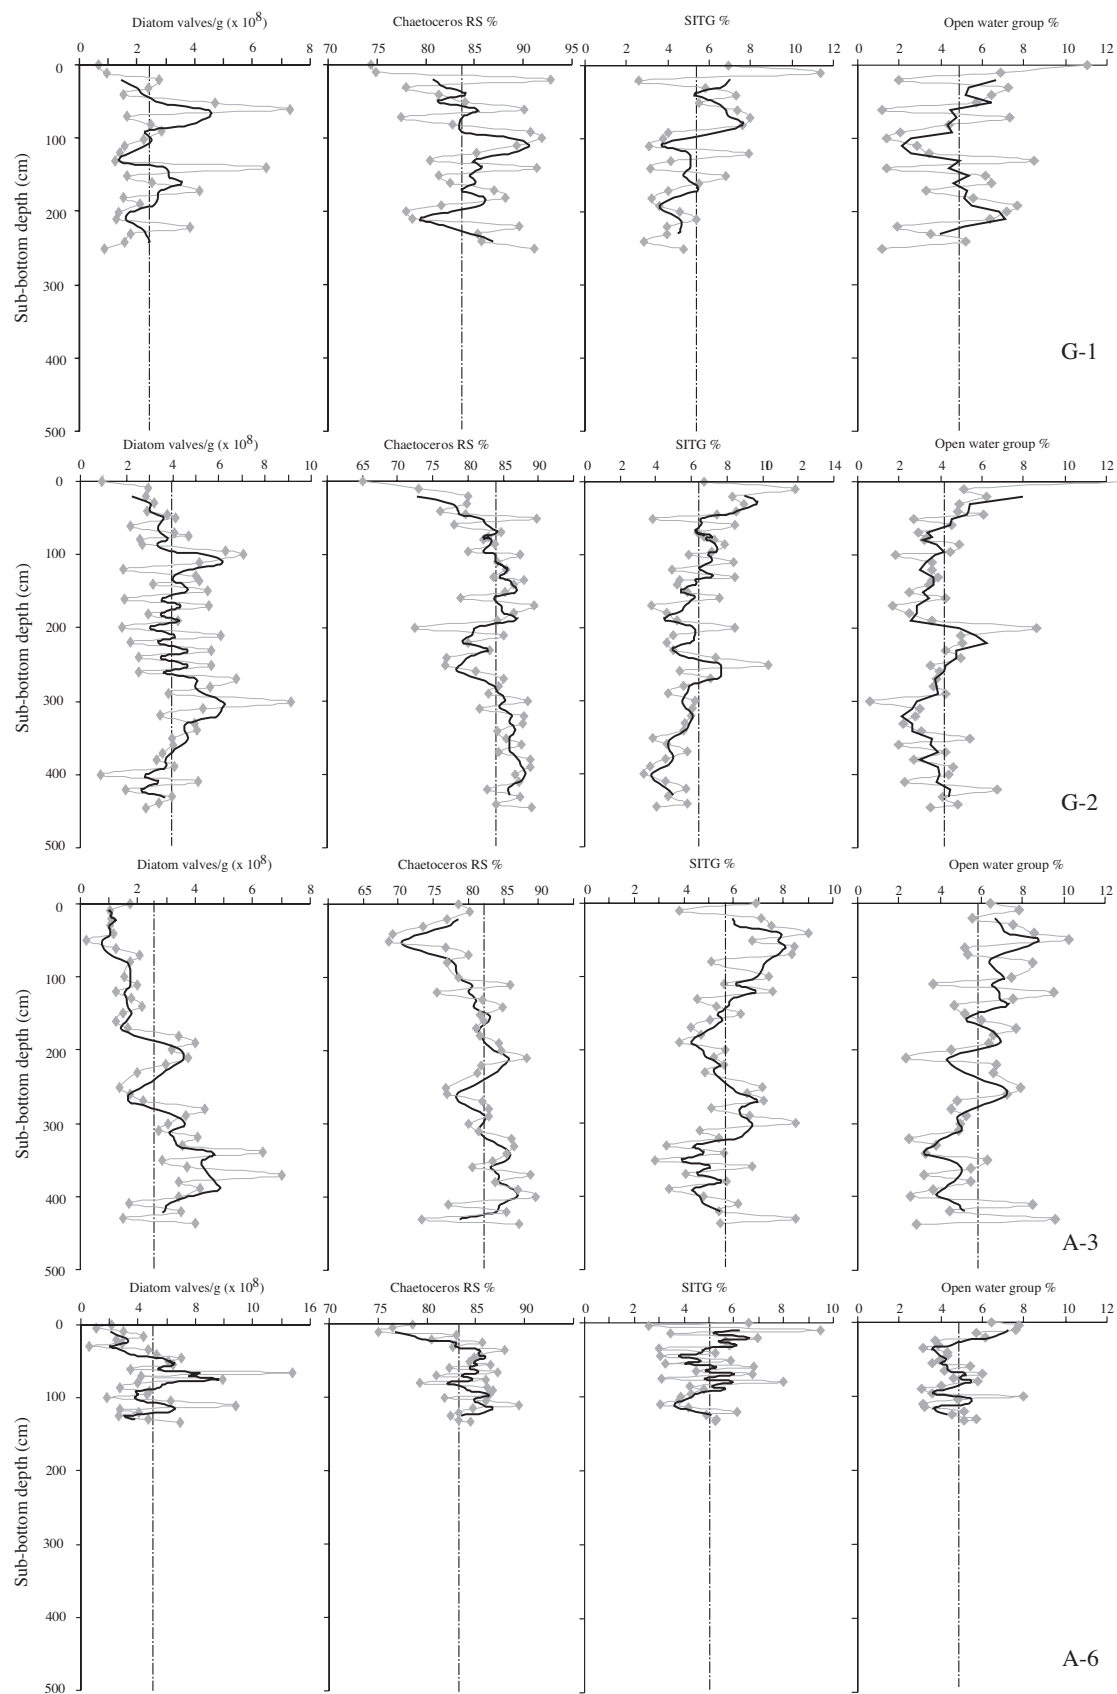 Diatom valves/g (x 10⁸) Chaetoceros RS % SITG % Open water group %
0 2 4 6 8 70 75 80 85 90 95 0 2 4 6 8 10 12 0 2 4 6 8 10 12
0
100
200
300
400
500
Sub-bottom depth (cm)
G-1
Diatom valves/g (x 10⁸) Chaetoceros RS % SITG % Open water group %
0 2 4 6 8 10 65 70 75 80 85 90 95 0 2 4 6 8 10 12 14 0 2 4 6 8 10 12
0
100
200
300
400
500
Sub-bottom depth (cm)
G-2
Diatom valves/g (x 10⁸) Chaetoceros RS % SITG % Open water group %
0 2 4 6 8 65 70 75 80 85 90 95 0 2 4 6 8 10 0 2 4 6 8 10 12
0
100
200
300
400
500
Sub-bottom depth (cm)
A-3
Diatom valves/g (x 10⁸) Chaetoceros RS % SITG % Open water group %
0 4 8 10 16 70 80 85 90 95 0 2 4 6 8 10 0 2 4 6 8 10 12
0
100
200
300
400
500
Sub-bottom depth (cm)
A-6